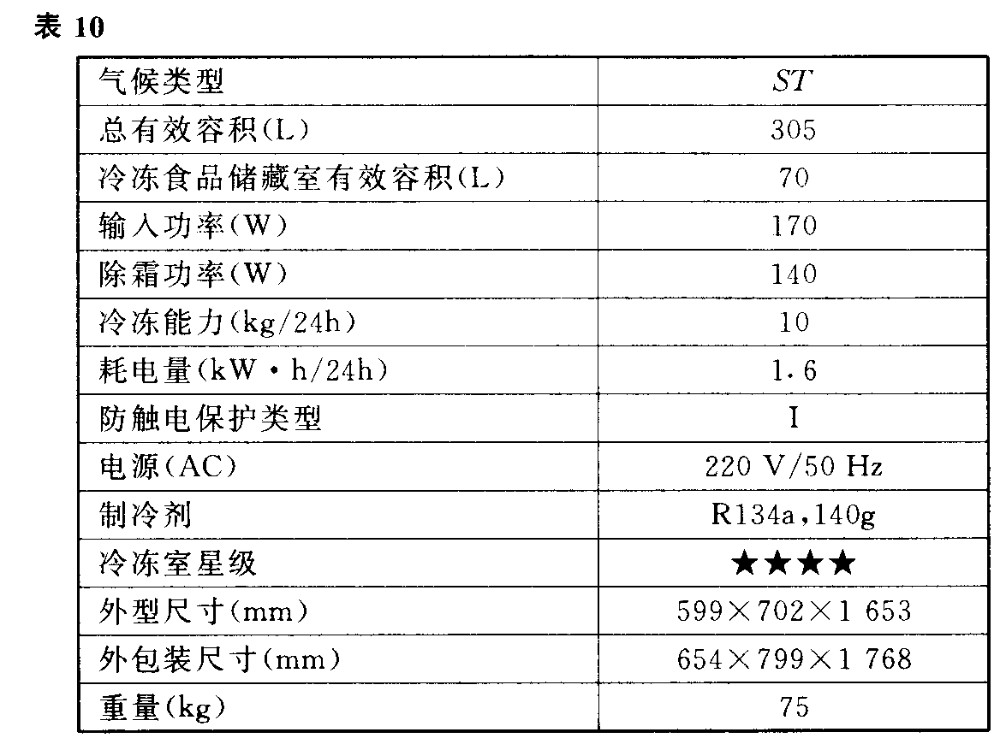 表 10
气候类型 ST
总有效容积(L) 305
冷冻食品储藏室有效容积(L) 70
输入功率(W) 170
除霜功率(W) 140
冷冻能力(kg/24h) 10
耗电量(kW·h/24h) 1.6
防触电保护类型 I
电源(AC) 220 V/50 Hz
制冷剂 R134a,140g
冷冻室星级 ★★★★
外型尺寸(mm) 599×702×1 653
外包装尺寸(mm) 654×799×1 768
重量(kg) 75